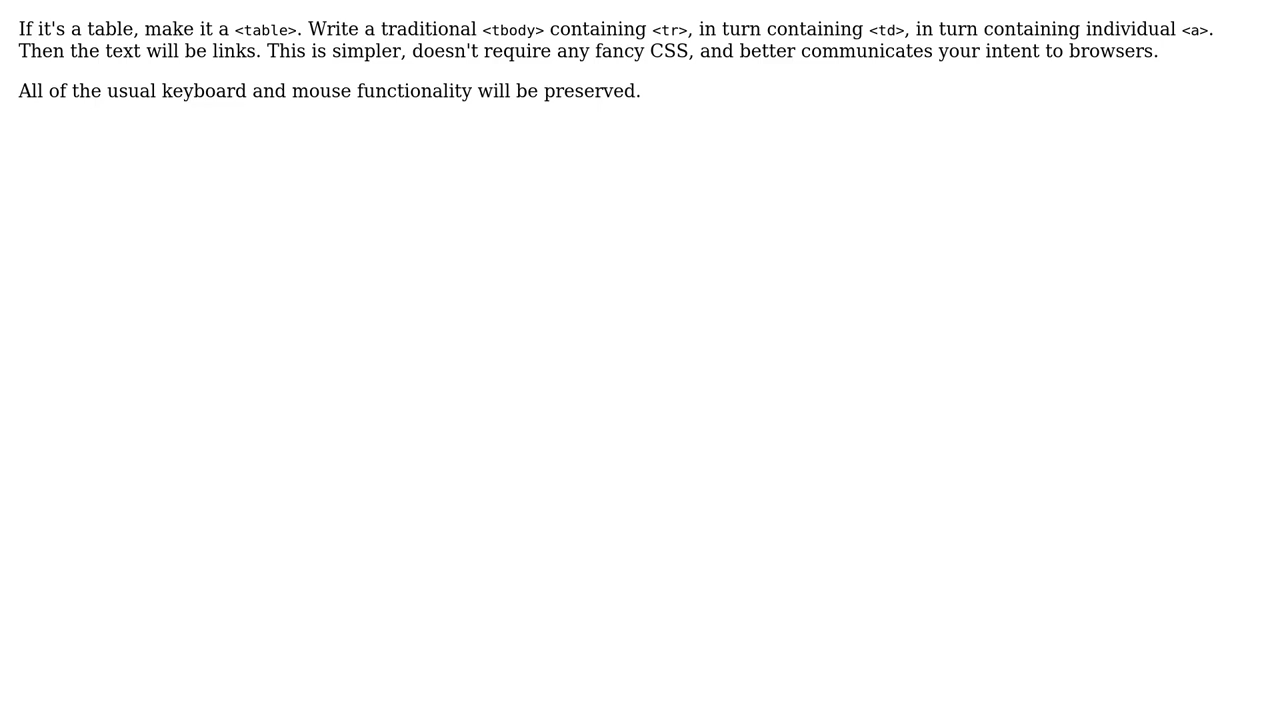 If it's a table, make it a <table>. Write a traditional <tbody> containing <tr>, in turn containing <td>, in turn containing individual <a>.
Then the text will be links. This is simpler, doesn't require any fancy CSS, and better communicates your intent to browsers.
All of the usual keyboard and mouse functionality will be preserved.